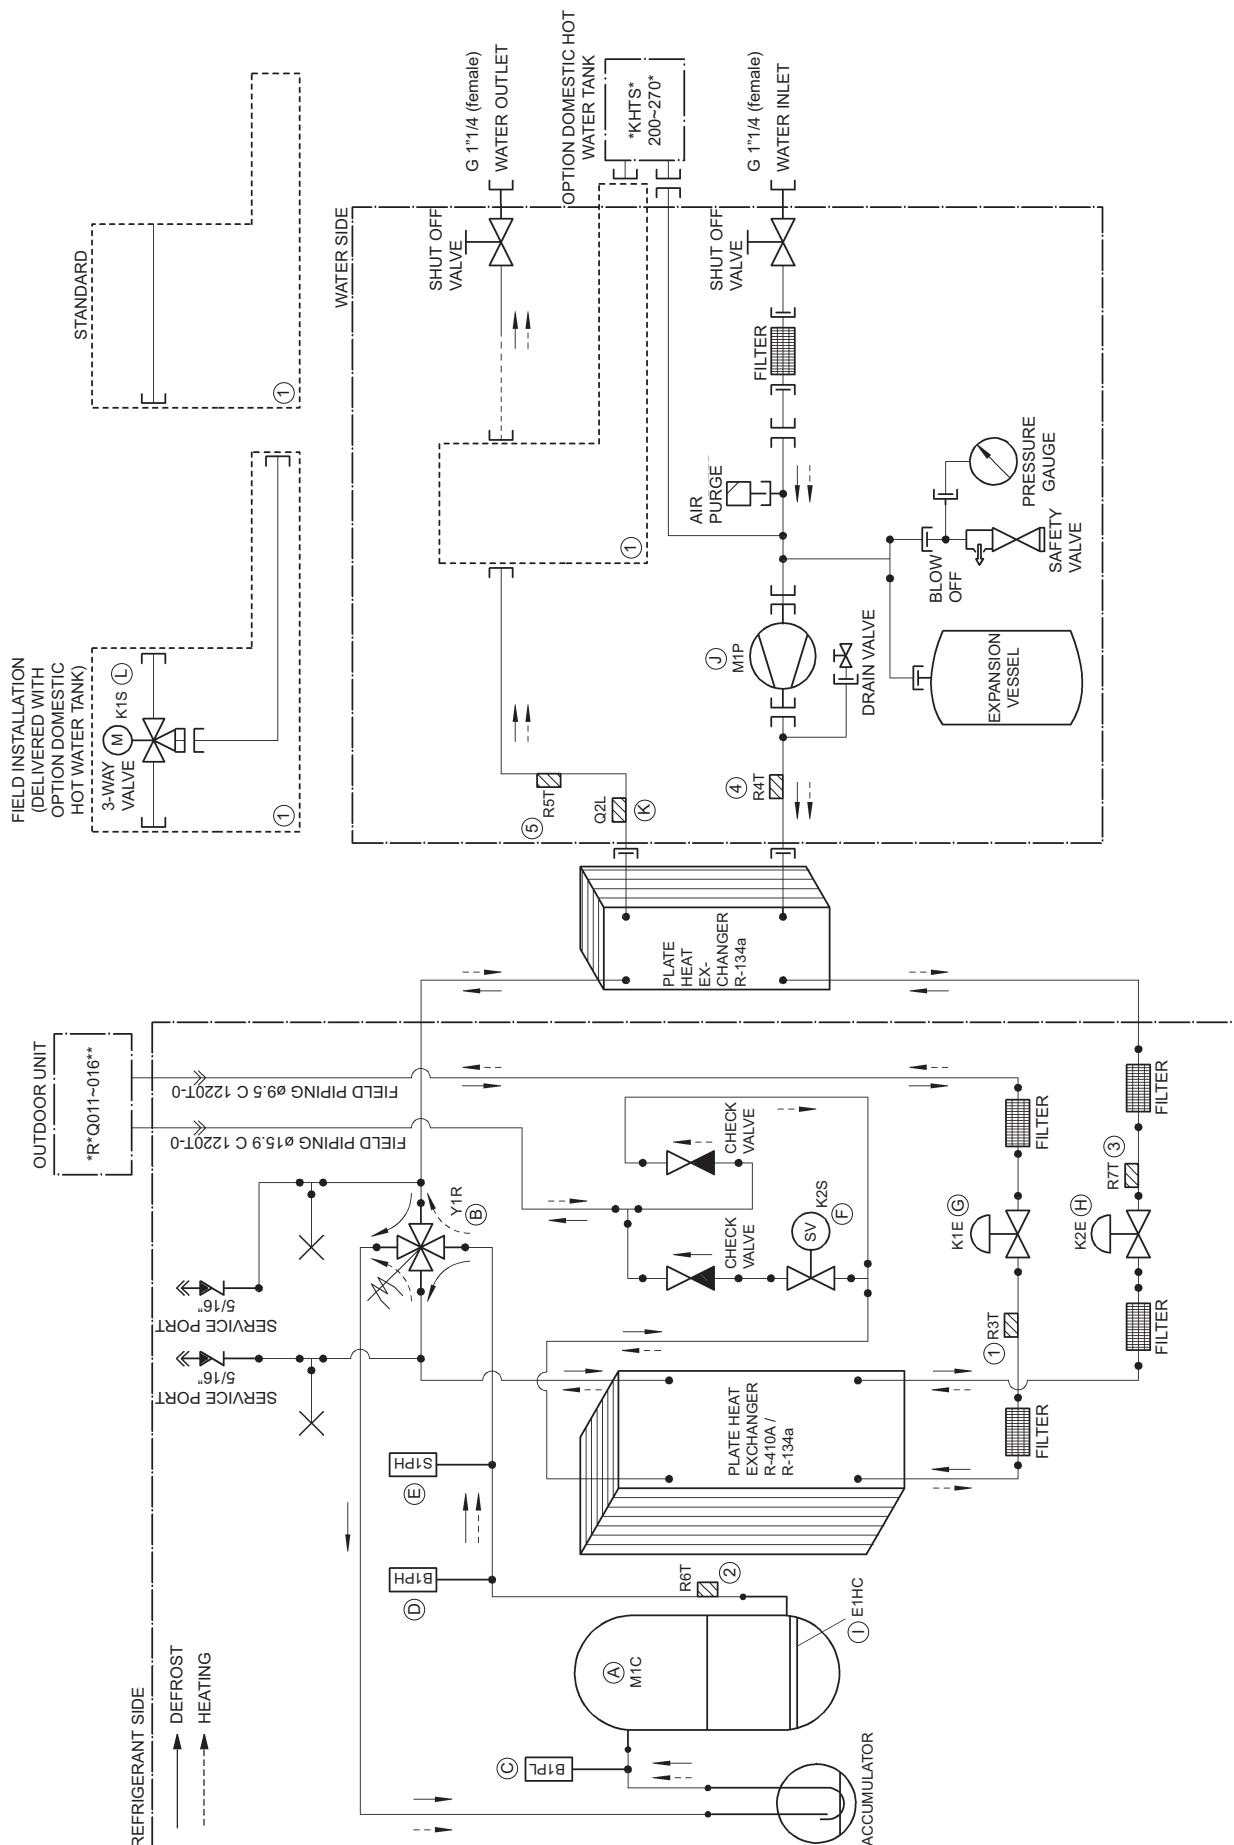 FIELD INSTALLATION
(DELIVERED WITH
OPTION DOMESTIC
HOT WATER TANK)
3-WAY
VALVE
M
K1S
L
1
STANDARD
1
WATER SIDE
G 1"1/4 (female)
WATER OUTLET
SHUT OFF
VALVE
OPTION DOMESTIC HOT
WATER TANK
*KHTS*
200~270*
G 1"1/4 (female)
WATER INLET
SHUT OFF
VALVE
FILTER
AIR
PURGE
1
PRESSURE
GAUGE
BLOW
OFF
SAFETY
VALVE
EXPANSION
VESSEL
DRAIN VALVE
J
M1P
4
R4T
5
R5T
Q2L
K
PLATE
HEAT
EX-
CHANGER
R-134a
OUTDOOR UNIT
*R*Q011~016**
FIELD PIPING ø9.5 C 1220T-0
FIELD PIPING ø15.9 C 1220T-0
SERVICE PORT
5/16"
SERVICE PORT
5/16"
Y1R
B
CHECK
VALVE
CHECK
VALVE
SV
K2S
F
FILTER
FILTER
K1E
G
K2E
H
R7T
3
1
R3T
FILTER
FILTER
PLATE HEAT
EXCHANGER
R-410A /
R-134a
S1PH
E
B1PH
D
R6T
2
A
M1C
I
E1HC
C
B1PL
ACCUMULATOR
REFRIGERANT SIDE
DEFROST
HEATING